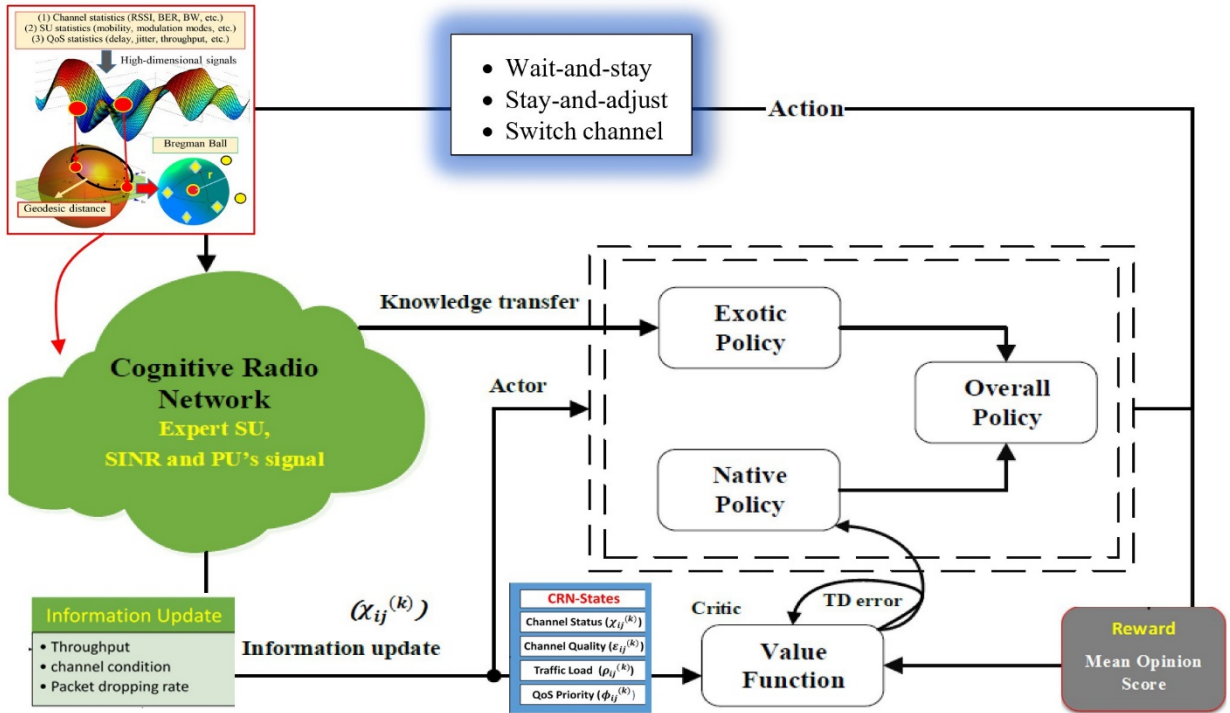 (1) Channel statistics (RSSI, BER, BW, etc.)
(2) SU statistics (mobility, modulation modes, etc.)
(3) QoS statistics (delay, jitter, throughput, etc.)
High-dimensional signals
Bregman Ball
r
Geodesic distance
• Wait-and-stay
• Stay-and-adjust
• Switch channel
Action
Knowledge transfer
Exotic
Policy
Cognitive Radio
Network
Expert SU,
SINR and PU's signal
Actor
Overall
Policy
Native
Policy
Information Update
• Throughput
• channel condition
• Packet dropping rate
(χij(k))
Information update
CRN-States
Channel Status (χij(k))
Channel Quality (εij(k))
Traffic Load (ρij(k))
QoS Priority (ϕij(k))
Critic
TD error
Value
Function
Reward
Mean Opinion
Score